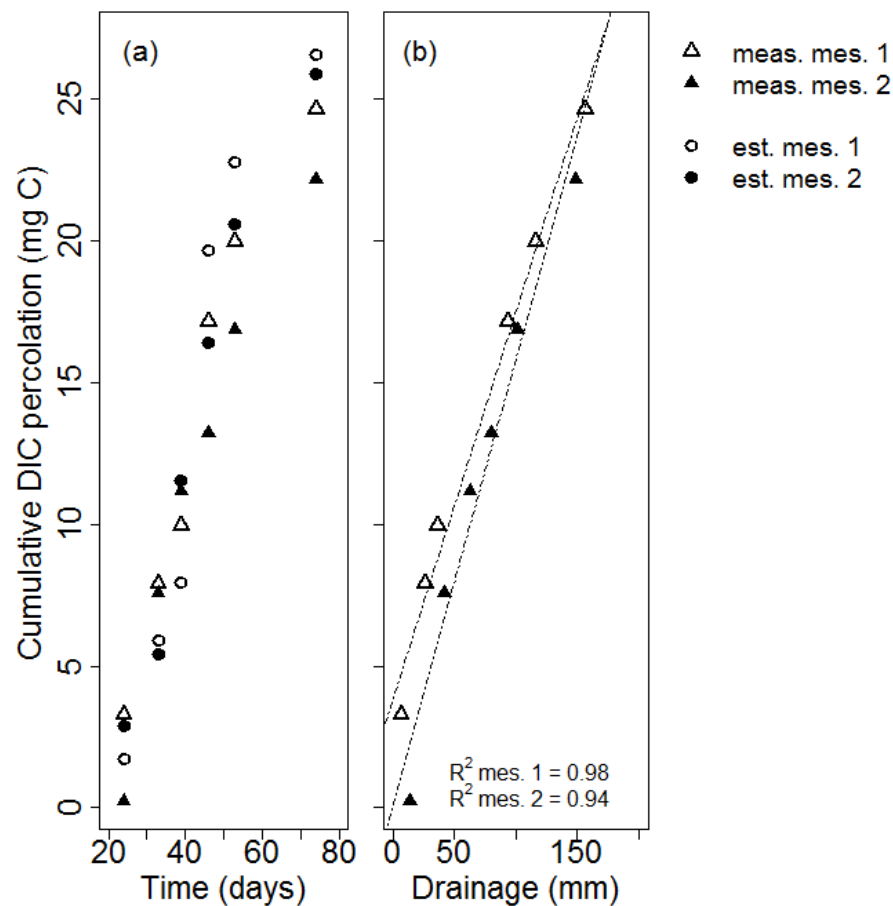 (a)
(b)
meas. mes. 1
meas. mes. 2
est. mes. 1
est. mes. 2
Cumulative DIC percolation (mg C)
25
20
15
10
5
0
R² mes. 1 = 0.98
R² mes. 2 = 0.94
20 40 60 80
0 50 150
Time (days)
Drainage (mm)